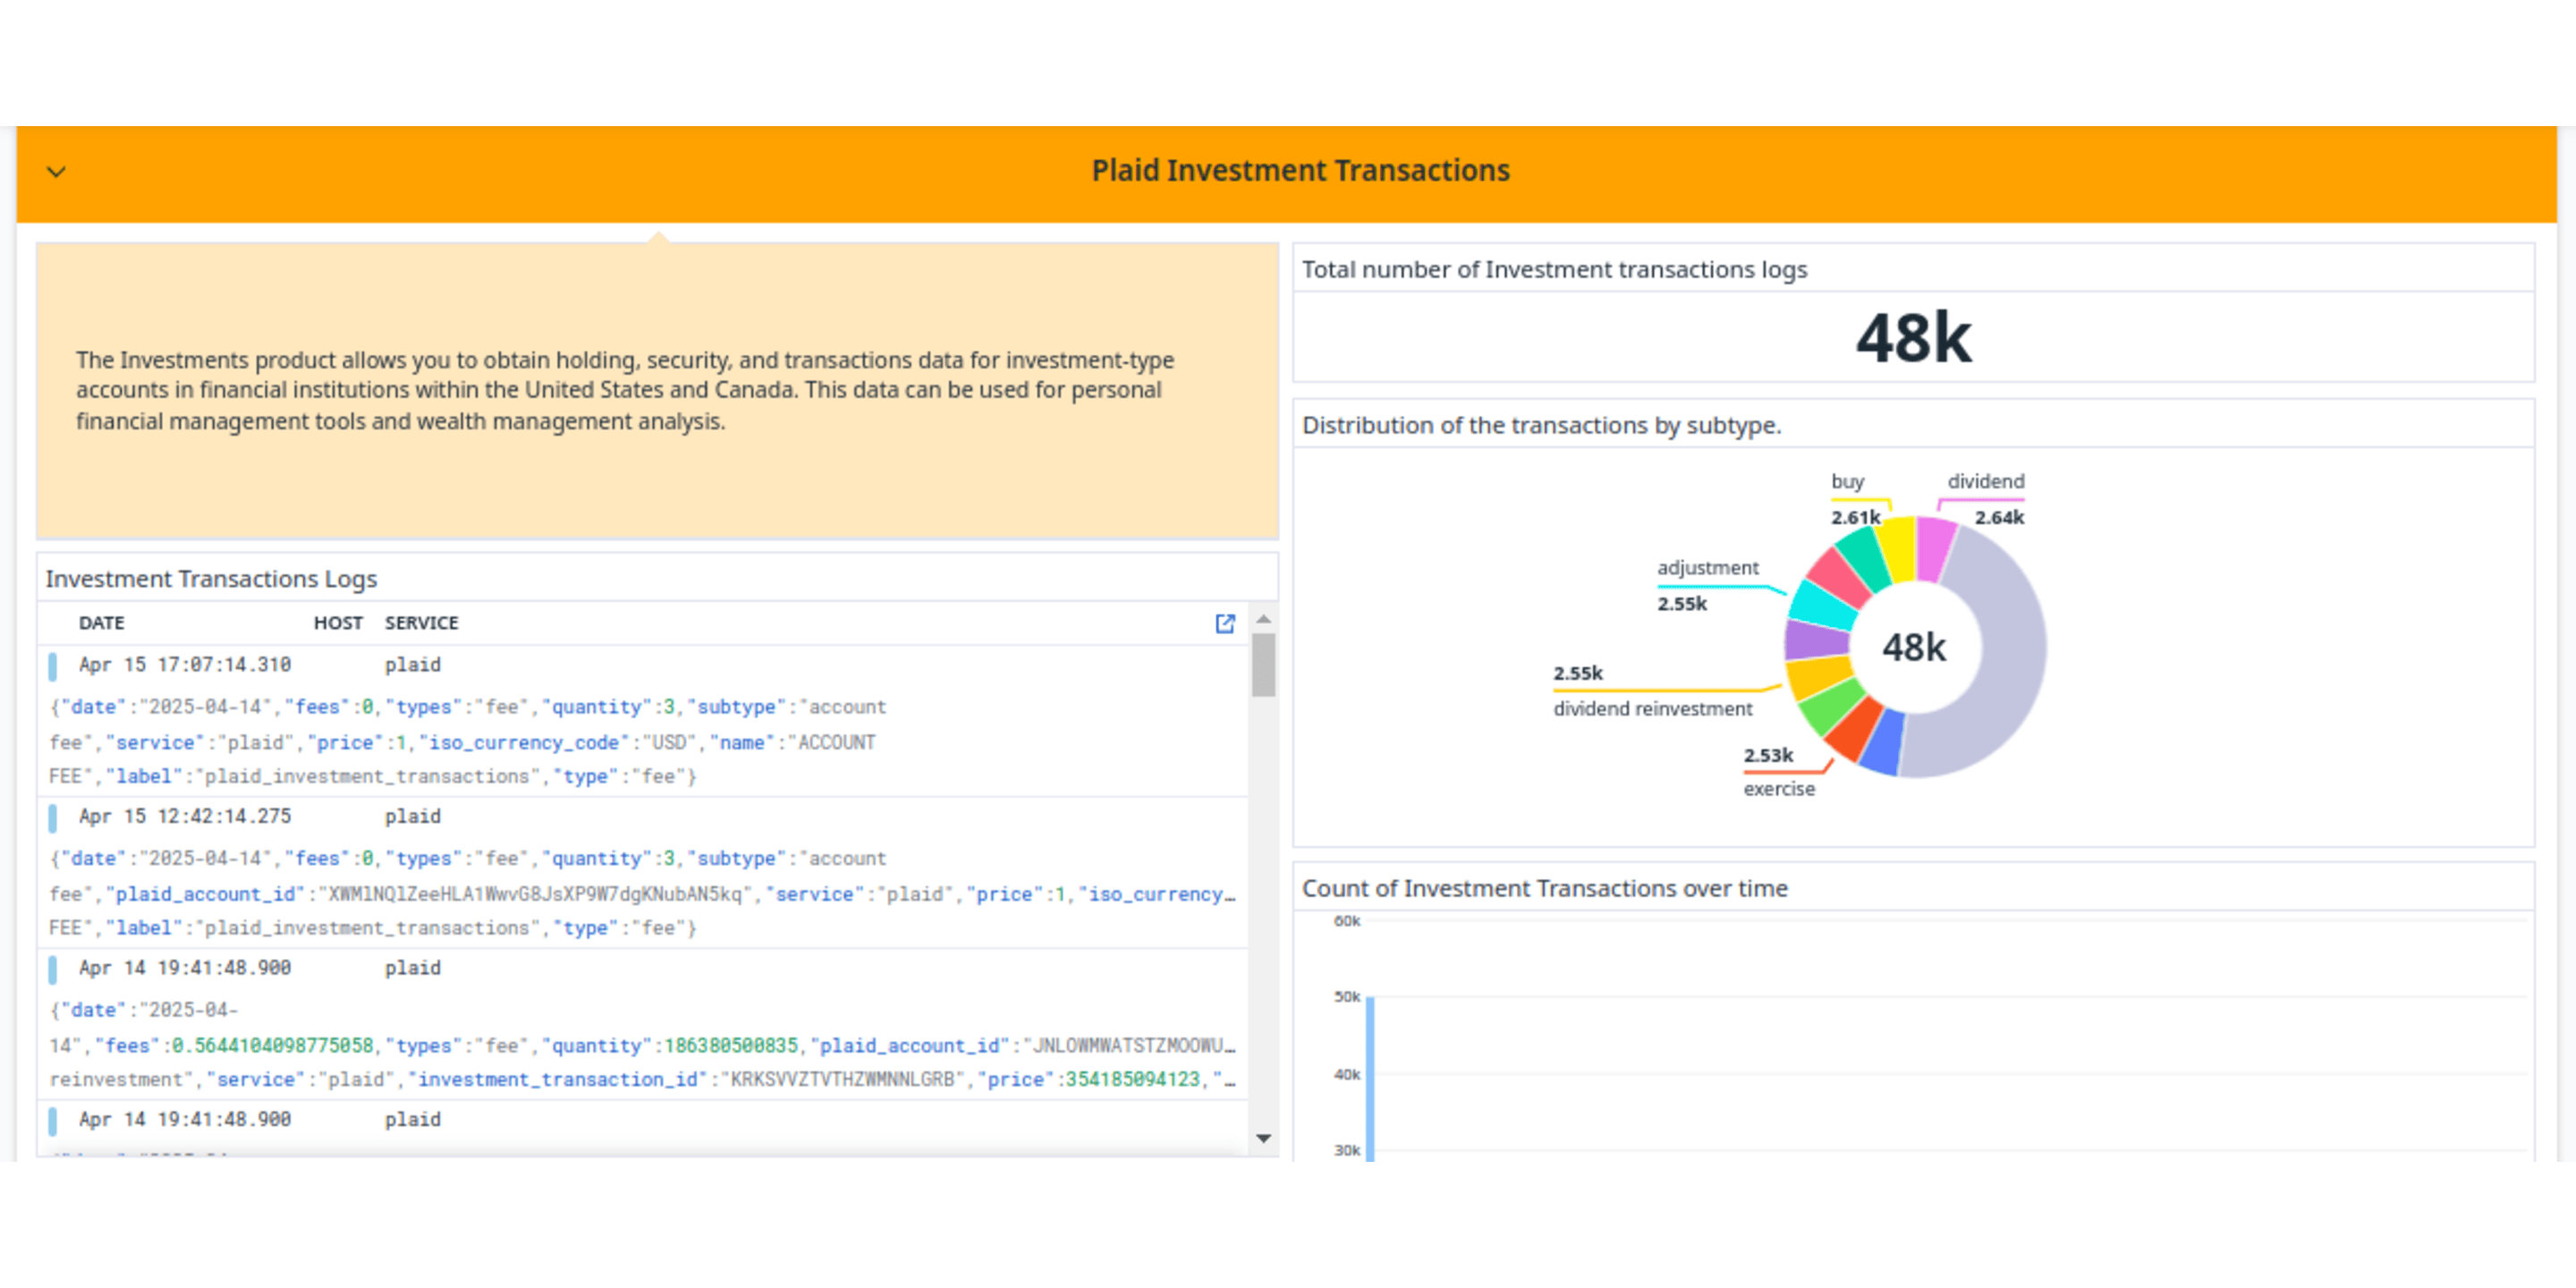 Plaid Investment Transactions
The Investments product allows you to obtain holding, security, and transactions data for investment-type
accounts in financial institutions within the United States and Canada. This data can be used for personal
financial management tools and wealth management analysis.
Investment Transactions Logs
DATE HOST SERVICE
Apr 15 17:07:14.310 plaid
{"date":"2025-04-14","fees":0,"types":"fee","quantity":3,"subtype":"account
fee","service":"plaid","price":1,"iso_currency_code":"USD","name":"ACCOUNT
FEE","label":"plaid_investment_transactions","type":"fee"}
Apr 15 12:42:14.275 plaid
{"date":"2025-04-14","fees":0,"types":"fee","quantity":3,"subtype":"account
fee","plaid_account_id":"XWMlNQlZeeHLA1WwvG8JsXP9W7dgKNubAN5kq","service":"plaid","price":1,"iso_currency…
FEE","label":"plaid_investment_transactions","type":"fee"}
Apr 14 19:41:48.900 plaid
{"date":"2025-04-
14","fees":0.5644104098775058,"types":"fee","quantity":186380500835,"plaid_account_id":"JNLOWMWATSTZMOOWU…
reinvestment","service":"plaid","investment_transaction_id":"KRKSVVZTVTHZWMNNLGRB","price":354185094123,"…
Apr 14 19:41:48.900 plaid
Total number of Investment transactions logs
48k
Distribution of the transactions by subtype.
buy
2.61k
dividend
2.64k
adjustment
2.55k
48k
2.55k
dividend reinvestment
2.53k
exercise
Count of Investment Transactions over time
60k
50k
40k
30k